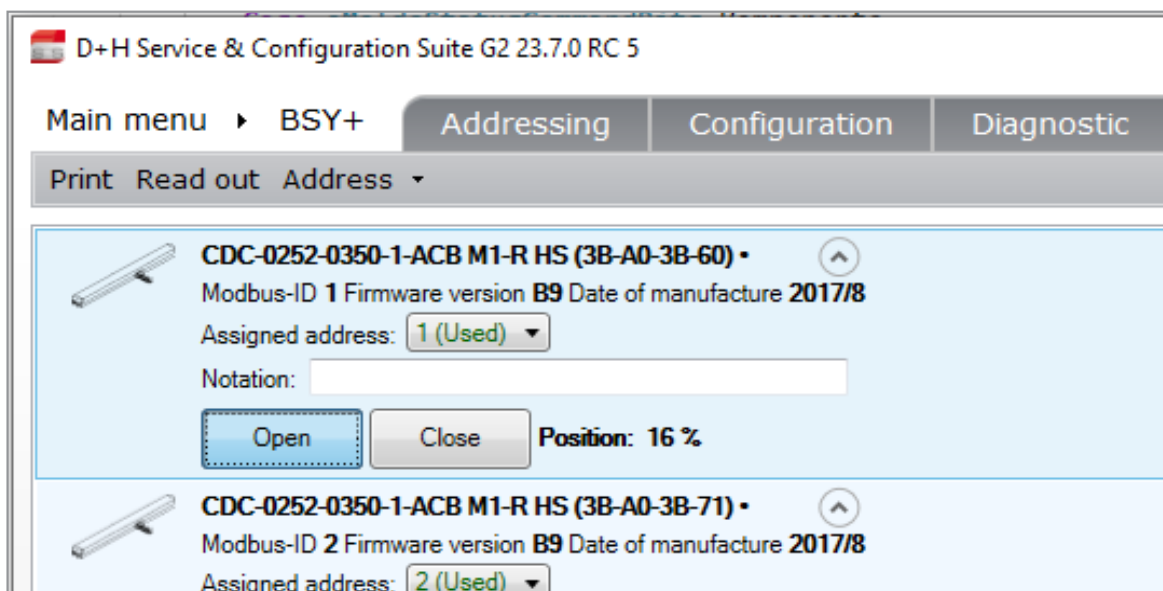 D+H Service & Configuration Suite G2 23.7.0 RC 5
Main menu ▸ BSY+ Addressing Configuration Diagnostic
Print Read out Address
CDC-0252-0350-1-ACB M1-R HS (3B-A0-3B-60) •
Modbus-ID 1 Firmware version B9 Date of manufacture 2017/8
Assigned address: 1 (Used)
Notation:
Open Close Position: 16 %
CDC-0252-0350-1-ACB M1-R HS (3B-A0-3B-71) •
Modbus-ID 2 Firmware version B9 Date of manufacture 2017/8
Assigned address: 2 (Used)